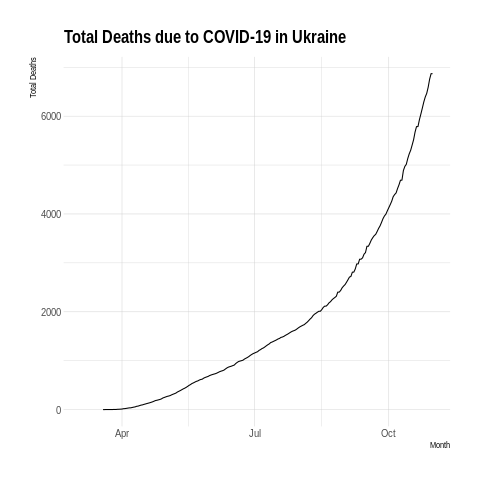 Total Deaths due to COVID-19 in Ukraine
Total Deaths
6000
4000
2000
0
Apr Jul Oct
Month